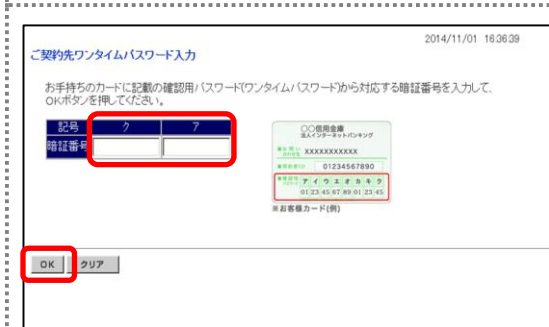 2014/11/01 16:36:39
ご契約先ワンタイムパスワード入力
お手持ちのカードに記載の確認用パスワード(ワンタイムパスワード)から対応する暗証番号を入力して、
OKボタンを押してください。
記号 ク ア
暗証番号
○○信用金庫
法人インターネットバンキング
XXXXXXXXXXX
01234567890
ア イ ウ エ オ カ キ ク
01 23 45 67 89 01 23 45
※お客様カード(例)
OK クリア